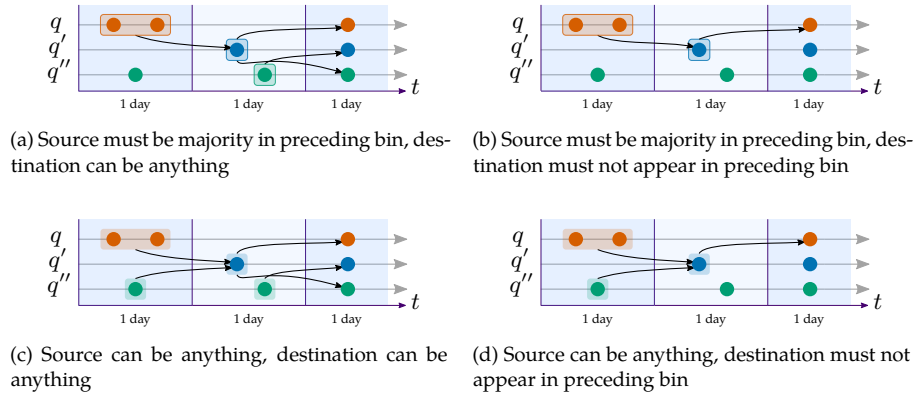 q
q′
q′′
1 day 1 day 1 day t
(a) Source must be majority in preceding bin, des-
tination can be anything
q
q′
q′′
1 day 1 day 1 day t
(b) Source must be majority in preceding bin, des-
tination must not appear in preceding bin
q
q′
q′′
1 day 1 day 1 day t
(c) Source can be anything, destination can be
anything
q
q′
q′′
1 day 1 day 1 day t
(d) Source can be anything, destination must not
appear in preceding bin